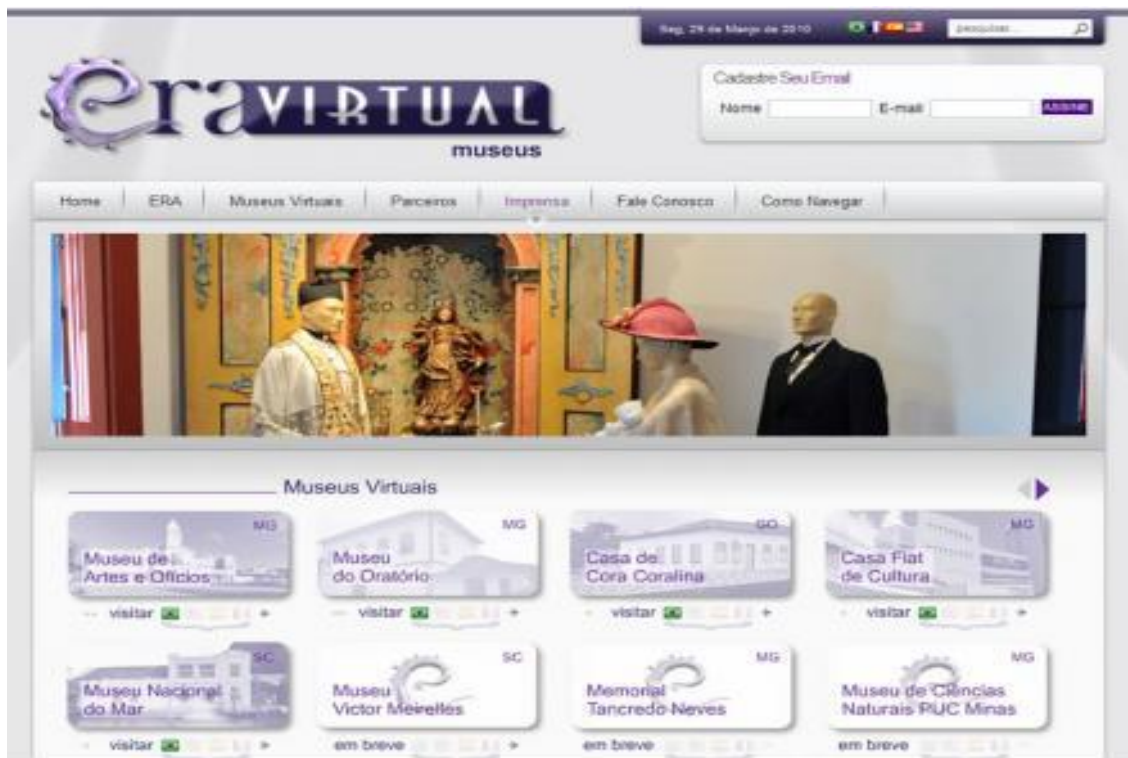 Seg, 29 de Março de 2010
pesquisar...
era VIRTUAL
museus
Cadastre Seu Email
Nome
E-mail
ASSINE
Home
ERA
Museus Virtuais
Parceiros
Imprensa
Fale Conosco
Como Navegar
Museus Virtuais
MG
Museu de
Artes e Ofícios
MG
Museu
do Oratório
GO
Casa de
Cora Coralina
MG
Casa Fiat
de Cultura
visitar
visitar
visitar
visitar
SC
Museu Nacional
do Mar
SC
Museu
Victor Meirelles
MG
Memorial
Tancredo Neves
MG
Museu de Ciências
Naturais PUC Minas
visitar
em breve
em breve
em breve